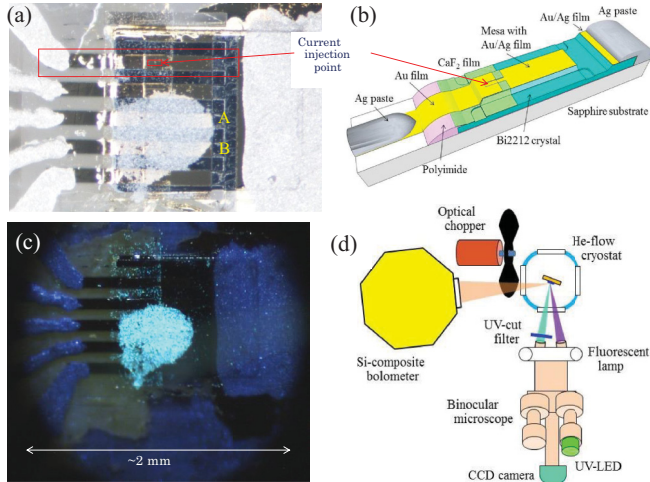 (a)
Current
injection
point
A
B
(b)
Au/Ag film
Ag paste
Mesa with
Au/Ag film
CaF2 film
Au film
Ag paste
Sapphire substrate
Bi2212 crystal
Polyimide
(c)
~2 mm
(d)
Optical
chopper
He-flow
cryostat
UV-cut
filter
Si-composite
bolometer
Fluorescent
lamp
Binocular
microscope
UV-LED
CCD camera